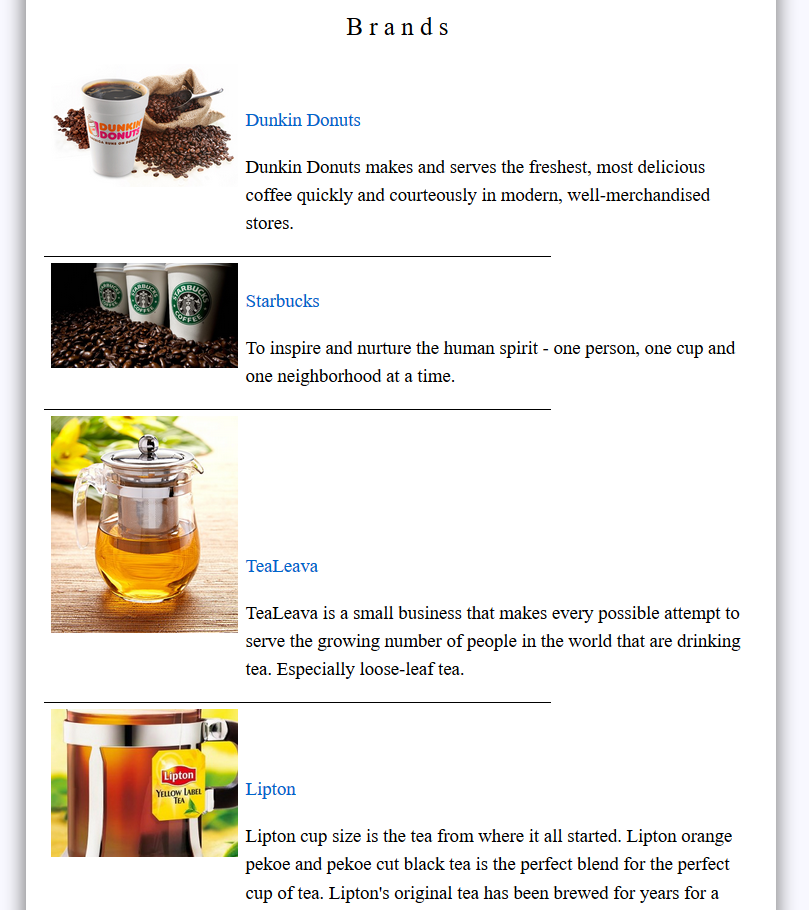 Brands
DUNKIN'
DONUTS
Dunkin Donuts
Dunkin Donuts makes and serves the freshest, most delicious
coffee quickly and courteously in modern, well-merchandised
stores.
STARBUCKS
COFFEE
STARBUCKS
COFFEE
STARBUCKS
COFFEE
Starbucks
To inspire and nurture the human spirit - one person, one cup and
one neighborhood at a time.
TeaLeava
TeaLeava is a small business that makes every possible attempt to
serve the growing number of people in the world that are drinking
tea. Especially loose-leaf tea.
Lipton
YELLOW LABEL
TEA
Lipton
Lipton cup size is the tea from where it all started. Lipton orange
pekoe and pekoe cut black tea is the perfect blend for the perfect
cup of tea. Lipton's original tea has been brewed for years for a